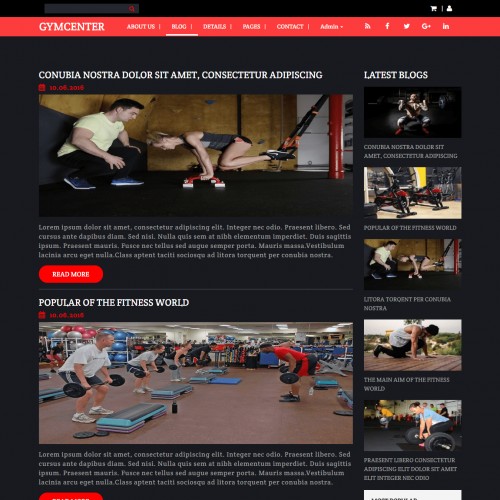 GYMCENTER
ABOUT US
BLOG
DETAILS
PAGES
CONTACT
Admin
CONUBIA NOSTRA DOLOR SIT AMET, CONSECTETUR ADIPISCING
10.06.2018
Lorem ipsum dolor sit amet, consectetur adipiscing elit. Integer nec odio. Praesent libero. Sed
cursus ante dapibus diam. Sed nisi. Nulla quis sem at nibh elementum imperdiet. Duis sagittis
ipsum. Praesent mauris. Fusce nec tellus sed augue semper porta. Mauris massa.Vestibulum
lacinia arcu eget nulla.Class aptent taciti sociosqu ad litora torquent per conubia nostra.
READ MORE
POPULAR OF THE FITNESS WORLD
10.06.2018
Lorem ipsum dolor sit amet, consectetur adipiscing elit. Integer nec odio. Praesent libero. Sed
cursus ante dapibus diam. Sed nisi. Nulla quis sem at nibh elementum imperdiet. Duis sagittis
ipsum. Praesent mauris. Fusce nec tellus sed augue semper porta. Mauris massa.Vestibulum
lacinia arcu eget nulla.Class aptent taciti sociosqu ad litora torquent per conubia nostra.
READ MORE
LATEST BLOGS
CONUBIA NOSTRA DOLOR SIT
AMET, CONSECTETUR ADIPISCING
POPULAR OF THE FITNESS WORLD
LITORA TORQENT PER CONUBIA
NOSTRA
THE MAIN AIM OF THE FITNESS
WORLD
PRAESENT LIBERO CONSECTETUR
ADIPISCING ELIT DOLOR SIT AMET
ELIT INTEGER NEC ODIO
MOST POPULAR